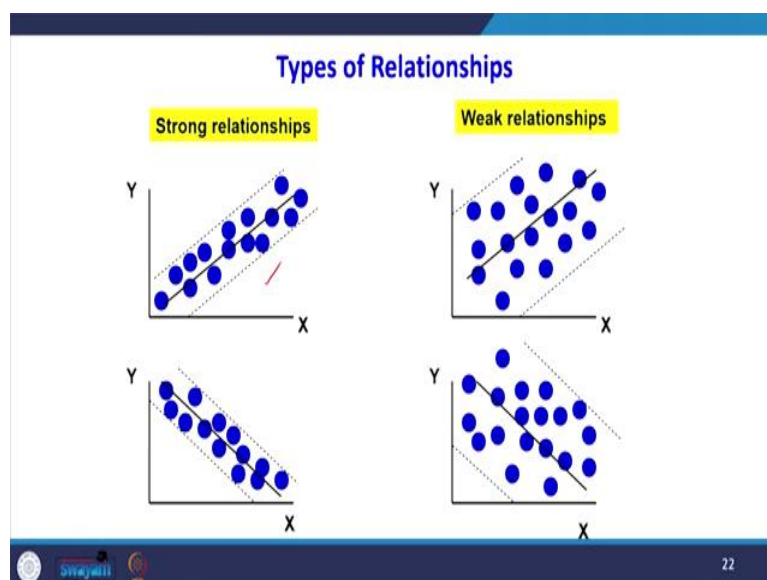 Types of Relationships
Strong relationships
Weak relationships
Y
X
Y
X
Y
X
Y
X
swayam
22